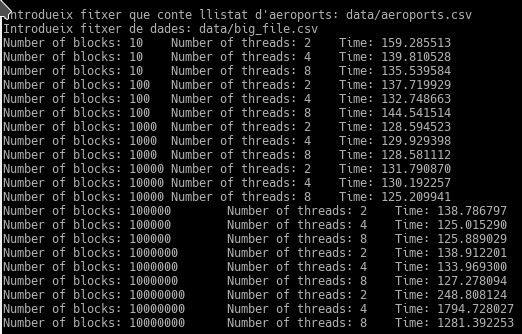 Introdueix fitxer que conte llistat d'aeroports: data/aeroports.csv
Introdueix fitxer de dades: data/big_file.csv
Number of blocks: 10 Number of threads: 2 Time: 159.285513
Number of blocks: 10 Number of threads: 4 Time: 139.810528
Number of blocks: 10 Number of threads: 8 Time: 135.539584
Number of blocks: 100 Number of threads: 2 Time: 137.719929
Number of blocks: 100 Number of threads: 4 Time: 132.748663
Number of blocks: 100 Number of threads: 8 Time: 144.541514
Number of blocks: 1000 Number of threads: 2 Time: 128.594523
Number of blocks: 1000 Number of threads: 4 Time: 129.929398
Number of blocks: 1000 Number of threads: 8 Time: 128.581112
Number of blocks: 10000 Number of threads: 2 Time: 131.790870
Number of blocks: 10000 Number of threads: 4 Time: 130.192257
Number of blocks: 10000 Number of threads: 8 Time: 125.209941
Number of blocks: 100000 Number of threads: 2 Time: 138.786797
Number of blocks: 100000 Number of threads: 4 Time: 125.015290
Number of blocks: 100000 Number of threads: 8 Time: 125.889029
Number of blocks: 1000000 Number of threads: 2 Time: 138.912201
Number of blocks: 1000000 Number of threads: 4 Time: 133.969300
Number of blocks: 1000000 Number of threads: 8 Time: 127.278094
Number of blocks: 10000000 Number of threads: 2 Time: 248.808124
Number of blocks: 10000000 Number of threads: 4 Time: 1794.728027
Number of blocks: 10000000 Number of threads: 8 Time: 1281.392253